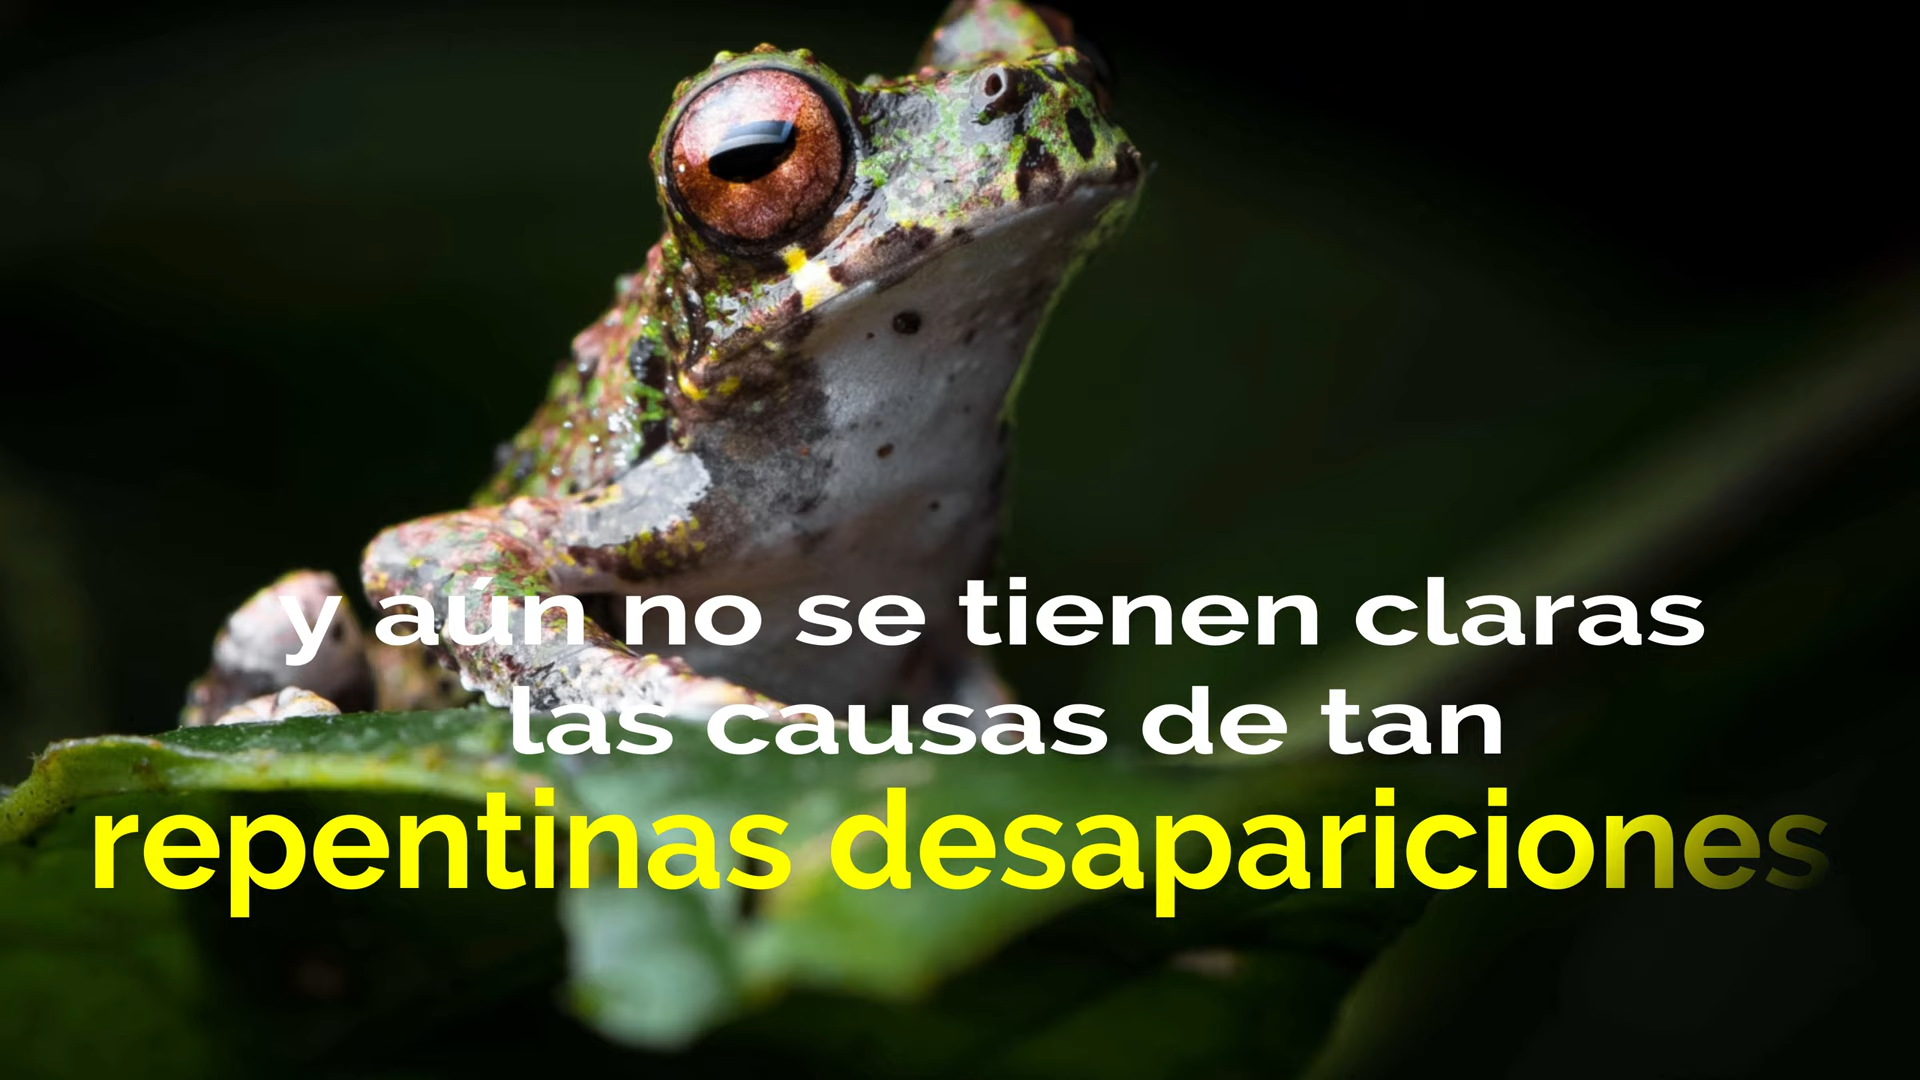 y aún no se tienen claras
las causas de tan
repentinas desapariciones